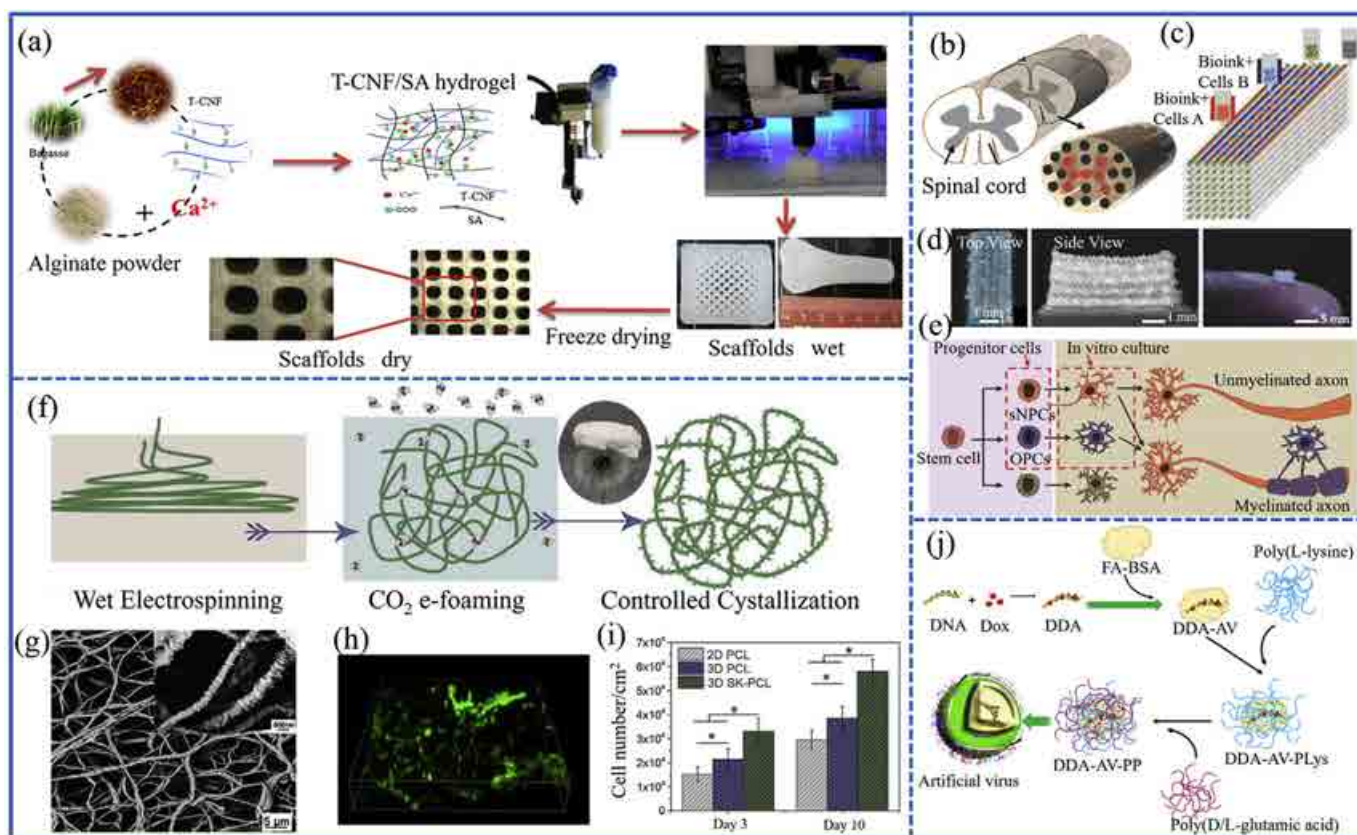 (a)
T-CNF
Bagasse
+ Ca2+
Alginate powder
T-CNF/SA hydrogel
T-CNF
SA
Scaffolds dry
Freeze drying
Scaffolds wet
(b)
Spinal cord
(c)
Bioink+
Cells B
Bioink+
Cells A
(d)
Top View
1 mm
Side View
1 mm
5 mm
(e)
Progenitor cells
In vitro culture
Unmyelinated axon
sNPCs
Stem cell
OPCs
Myelinated axon
(f)
Wet Electrospinning
CO2 e-foaming
Controlled Cystallization
(g)
5 μm
(h)
(i)
Cell number/cm2
0
2D PCL
3D PCL
3D SK-PCL
*
*
*
*
Day 3
Day 10
(j)
FA-BSA
Poly(L-lysine)
DNA + Dox
DDA
DDA-AV
Artificial virus
DDA-AV-PP
DDA-AV-PLys
Poly(D/L-glutamic acid)